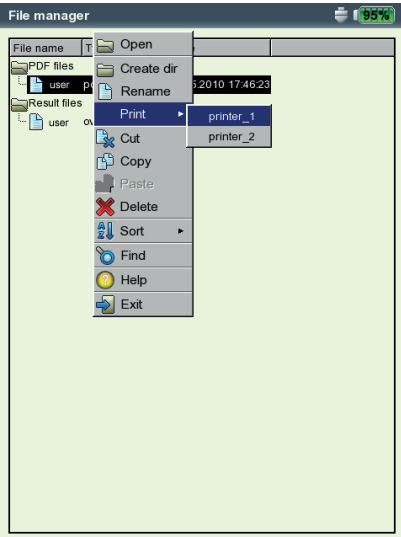 File manager
95%
File name
Open
PDF files
Create dir
user
5.2010 17:46:23
Rename
Result files
Print
printer_1
user
printer_2
Cut
Copy
Paste
Delete
Sort
Find
Help
Exit